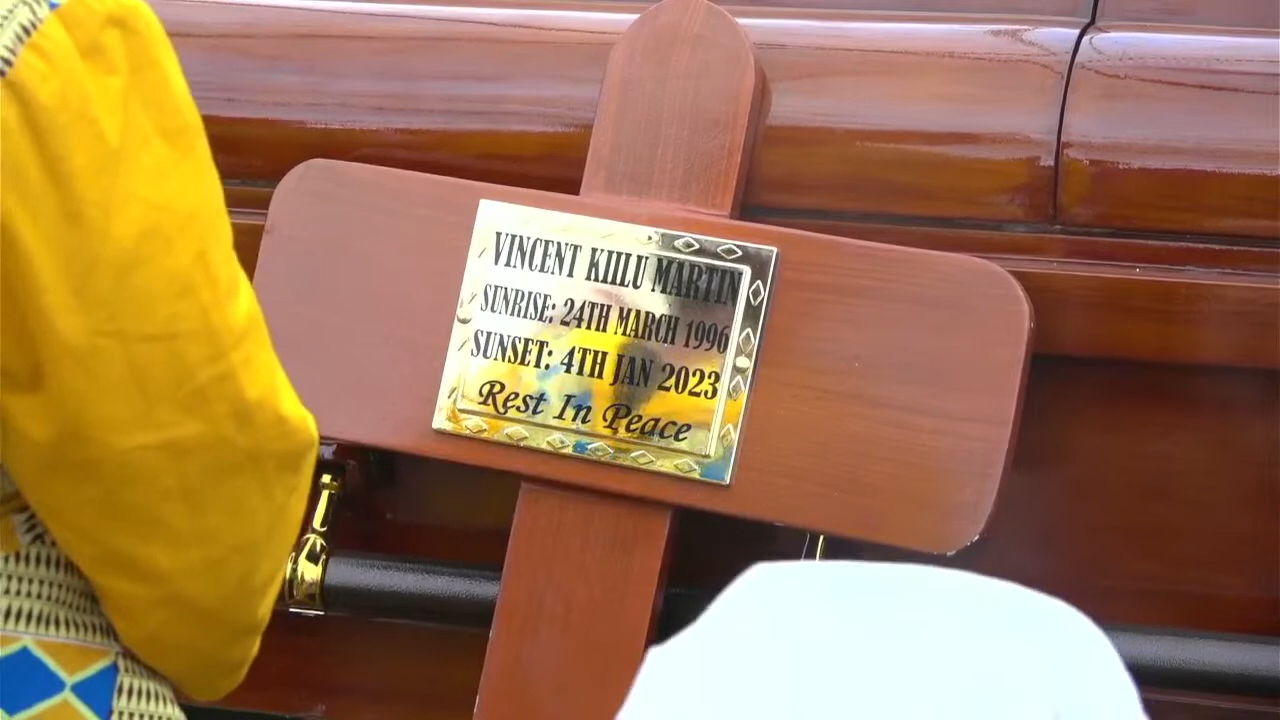 VINCENT KIILU MARTIN
SUNRISE: 24TH MARCH 1996
SUNSET: 4TH JAN 2023
Rest In Peace